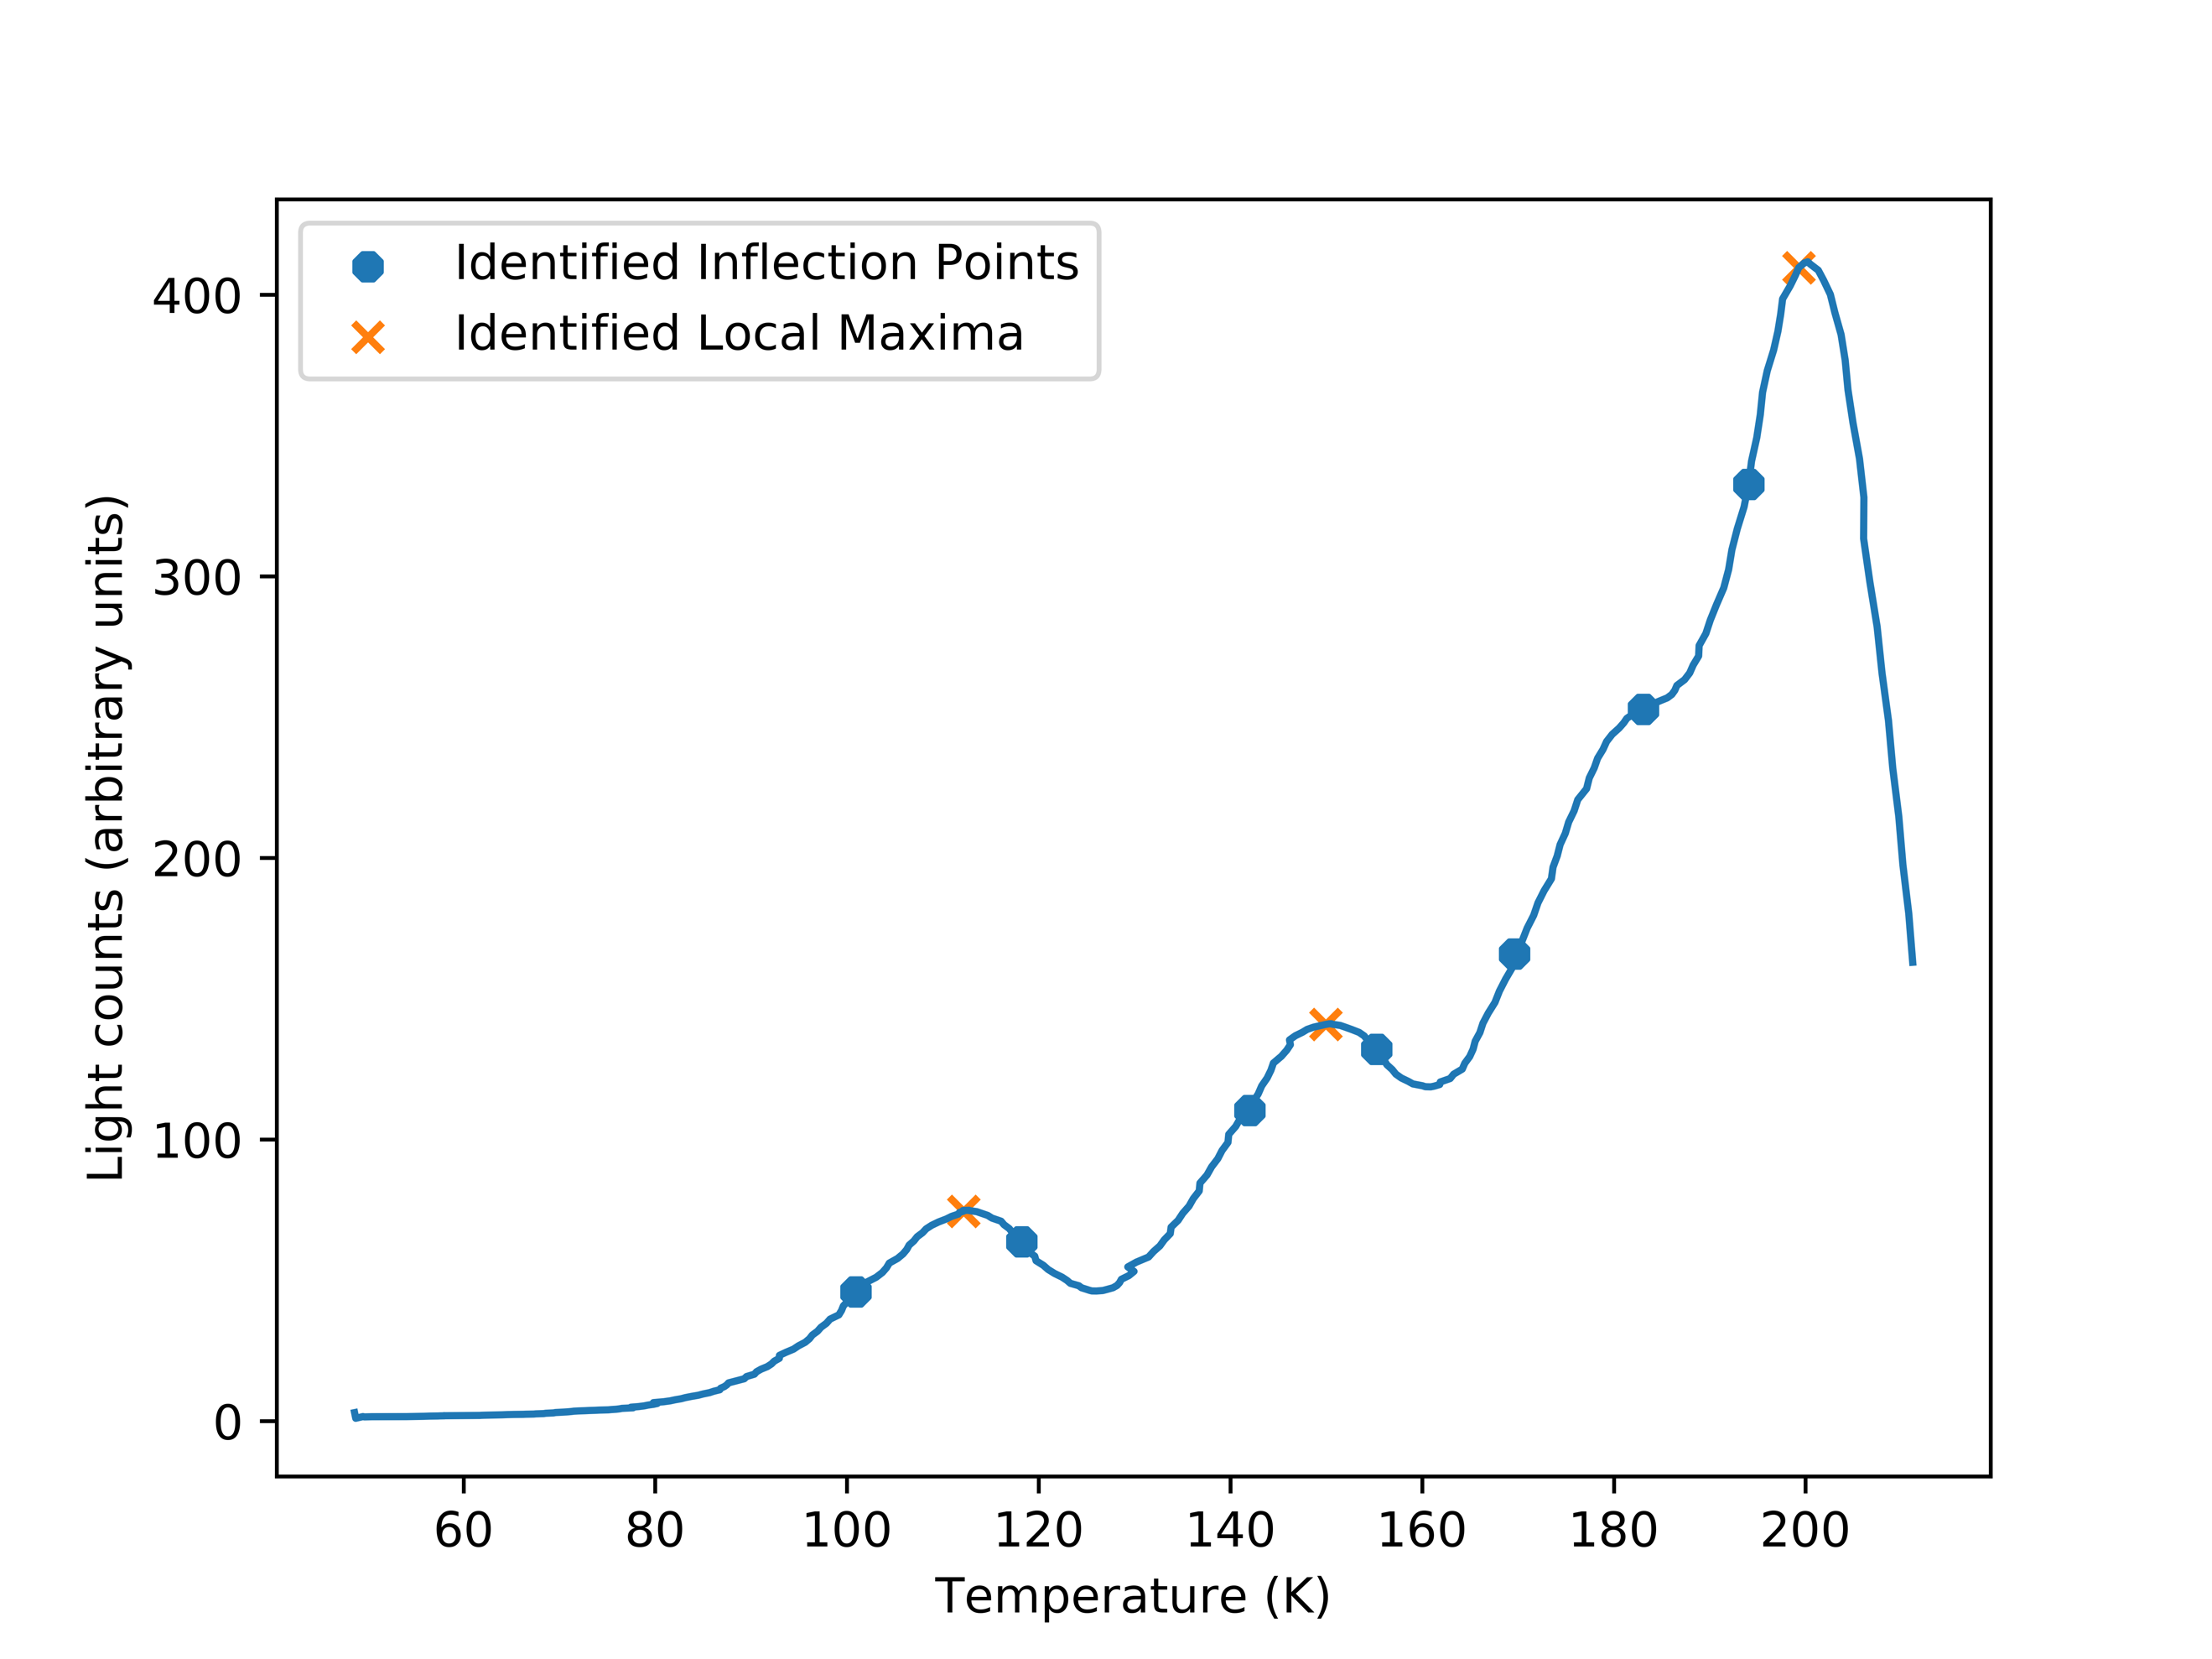 Identified Inflection Points
Identified Local Maxima
400
300
200
100
0
Light counts (arbitrary units)
60 80 100 120 140 160 180 200
Temperature (K)